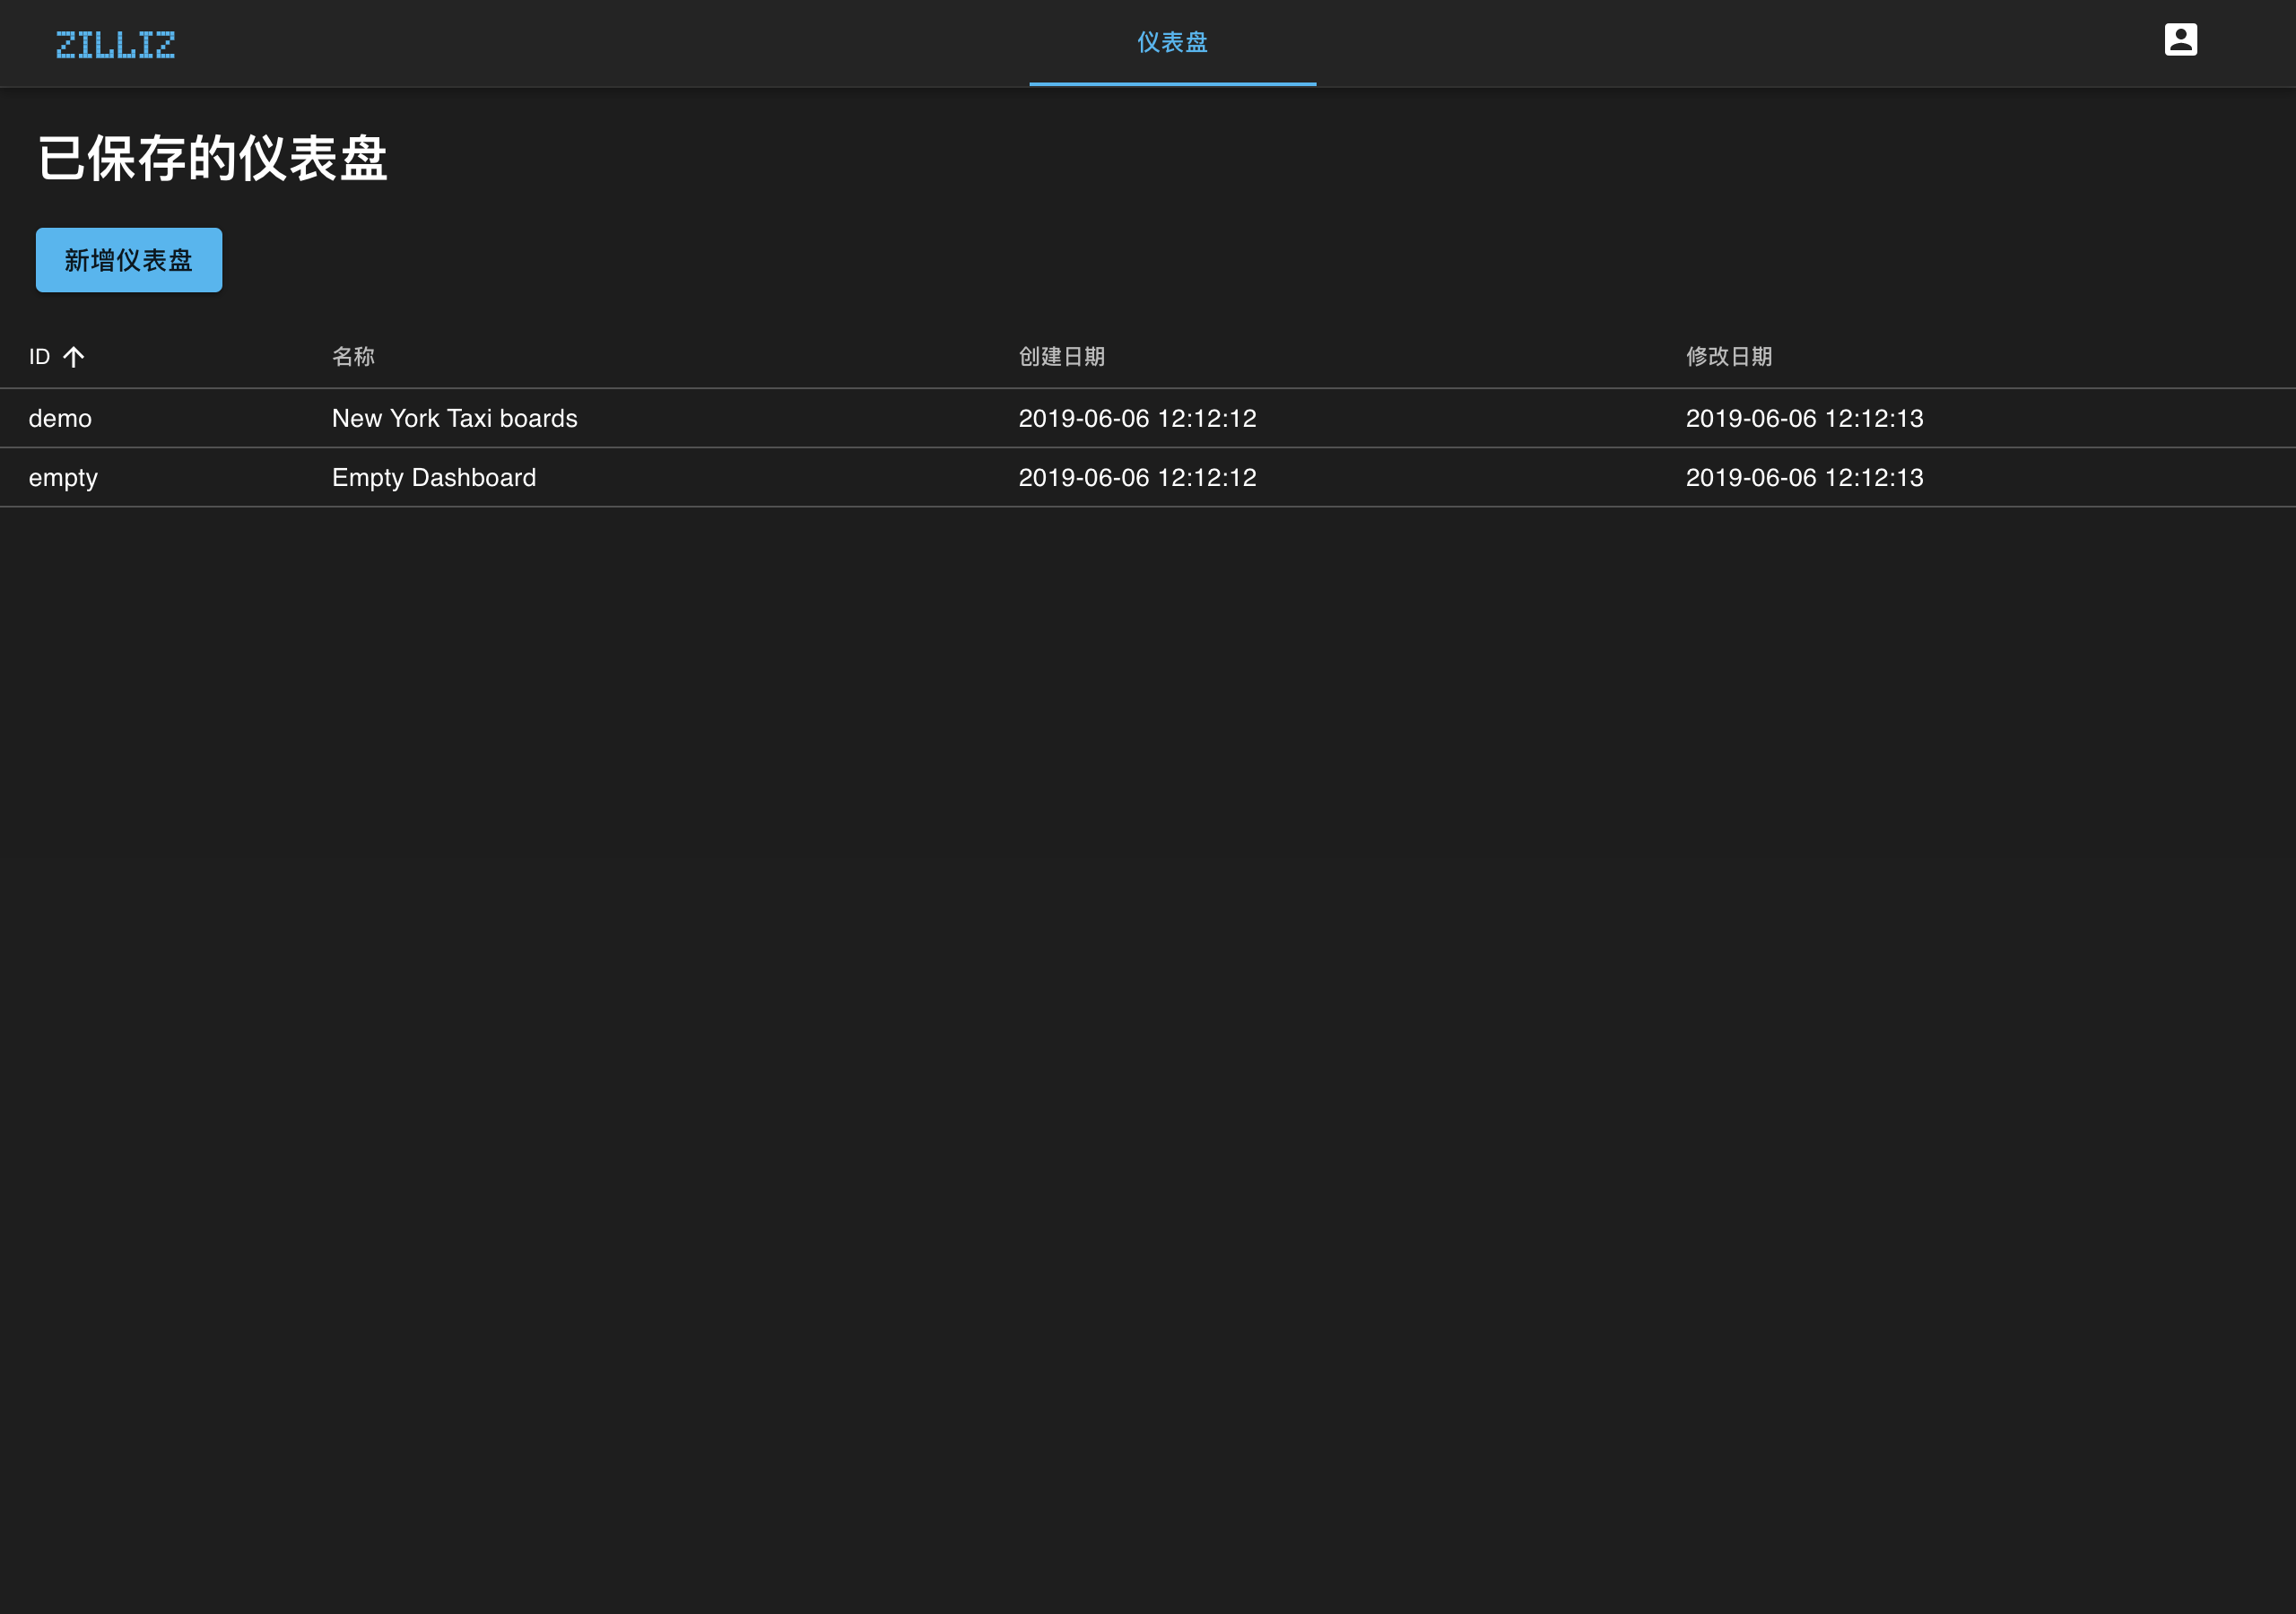 ZILLIZ 仪表盘
已保存的仪表盘
新增仪表盘
ID 名称 创建日期 修改日期
demo New York Taxi boards 2019-06-06 12:12:12 2019-06-06 12:12:13
empty Empty Dashboard 2019-06-06 12:12:12 2019-06-06 12:12:13